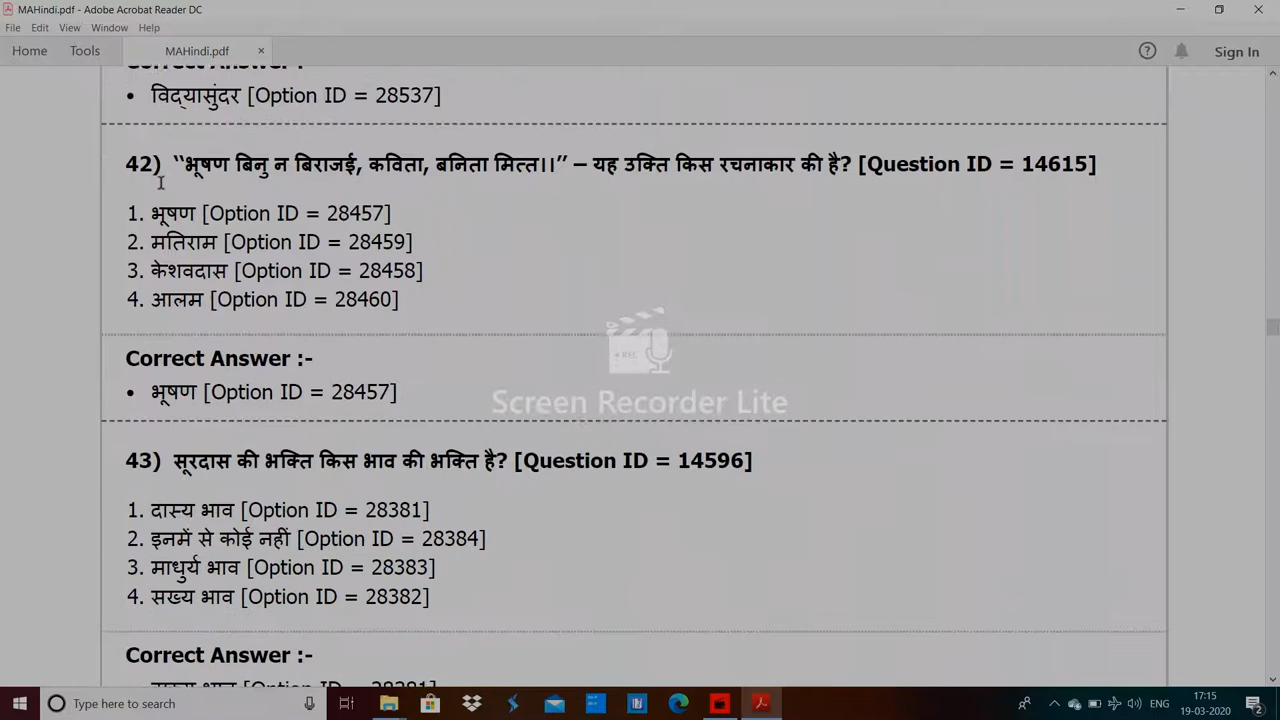 MAHindi.pdf - Adobe Acrobat Reader DC
File Edit View Window Help
Home Tools MAHindi.pdf × Sign In
Correct Answer :-
• विद्यासुंदर [Option ID = 28537]
42) “भूषण बिनु न बिराजई, कविता, बनिता मित्त।।” – यह उक्ति किस रचनाकार की है? [Question ID = 14615]
1. भूषण [Option ID = 28457]
2. मतिराम [Option ID = 28459]
3. केशवदास [Option ID = 28458]
4. आलम [Option ID = 28460]
REC
Correct Answer :-
• भूषण [Option ID = 28457]
Screen Recorder Lite
43) सूरदास की भक्ति किस भाव की भक्ति है? [Question ID = 14596]
1. दास्य भाव [Option ID = 28381]
2. इनमें से कोई नहीं [Option ID = 28384]
3. माधुर्य भाव [Option ID = 28383]
4. सख्य भाव [Option ID = 28382]
Correct Answer :-
Type here to search
ENG
17:15
19-03-2020
2